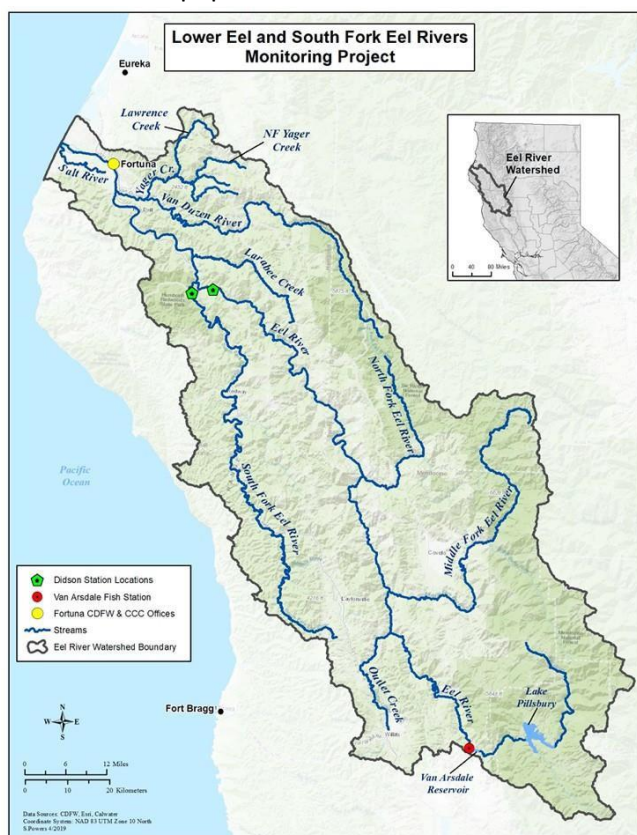 Lower Eel and South Fork Eel Rivers
Monitoring Project
Eureka
Lawrence
Creek
NF Yager
Creek
Fortuna
Salt River
Yager Cr.
Van Duzen River
Eel River
Watershed
0 40 80 Miles
Larabee Creek
Eel River
North Fork Eel River
Pacific
Ocean
South Fork Eel River
Middle Fork Eel River
Covelo
Laytonville
Didson Station Locations
Van Arsdale Fish Station
Fortuna CDFW & CCC Offices
Streams
Eel River Watershed Boundary
Outlet Creek
Eel River
Lake
Pillsbury
Fort Bragg
Willits
N
W E
S
Van Arsdale
Reservoir
0 6 12 Miles
0 10 20 Kilometers
Data Sources: CDFW, Esri, Calwater
Coordinate System: NAD 83 UTM Zone 10 North
S.Powers 4/2019